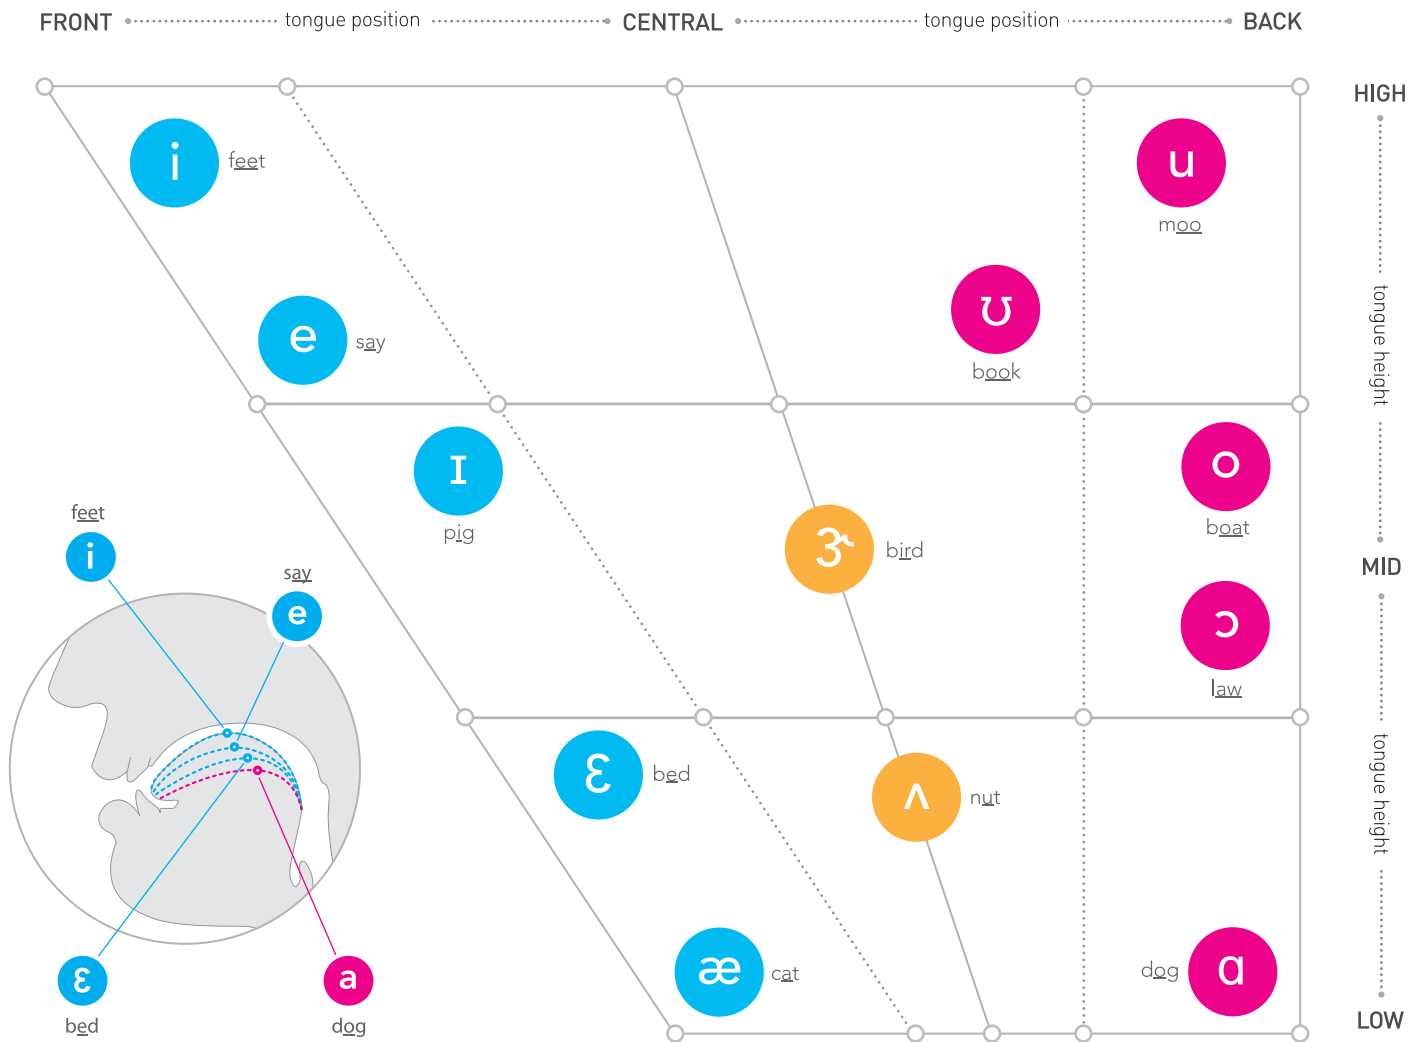 FRONT tongue position CENTRAL tongue position BACK
HIGH
i feet
u
moo
e say
ʊ
book
tongue height
ɪ
pig
o
boat
ɝ bird
MID
ɔ
law
feet
i
say
e
ɛ bed
ʌ nut
tongue height
æ cat
dog ɑ
ɛ
bed
a
dog
LOW